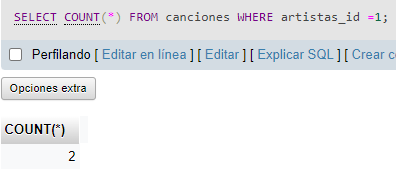 SELECT COUNT(*) FROM canciones WHERE artistas_id =1;
Perfilando [ Editar en línea ] [ Editar ] [ Explicar SQL ] [ Crear c
Opciones extra
COUNT(*)
2